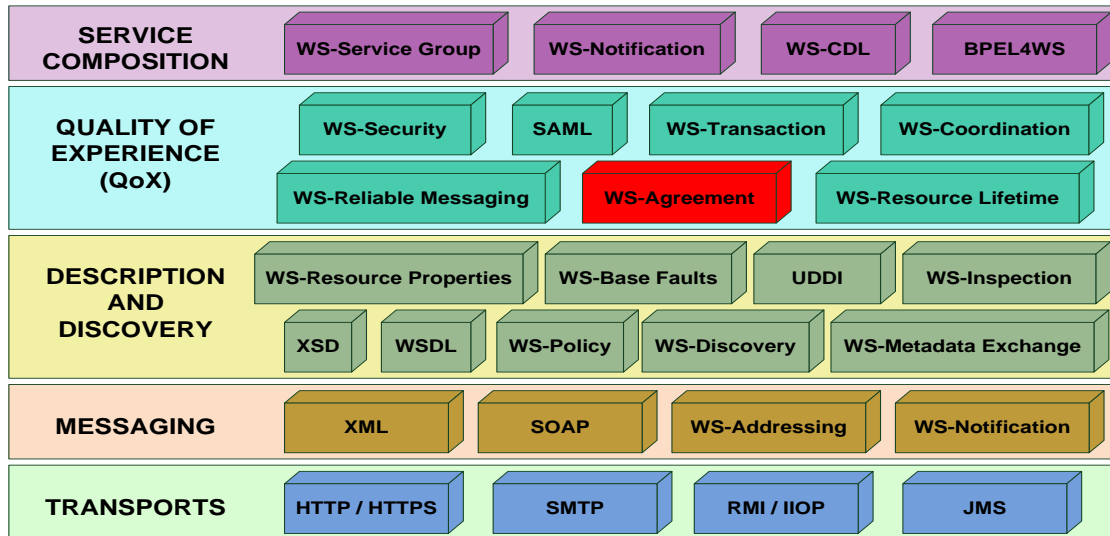 SERVICE
COMPOSITION
WS-Service Group
WS-Notification
WS-CDL
BPEL4WS
QUALITY OF
EXPERIENCE
(QoX)
WS-Security
SAML
WS-Transaction
WS-Coordination
WS-Reliable Messaging
WS-Agreement
WS-Resource Lifetime
DESCRIPTION
AND
DISCOVERY
WS-Resource Properties
WS-Base Faults
UDDI
WS-Inspection
XSD
WSDL
WS-Policy
WS-Discovery
WS-Metadata Exchange
MESSAGING
XML
SOAP
WS-Addressing
WS-Notification
TRANSPORTS
HTTP / HTTPS
SMTP
RMI / IIOP
JMS